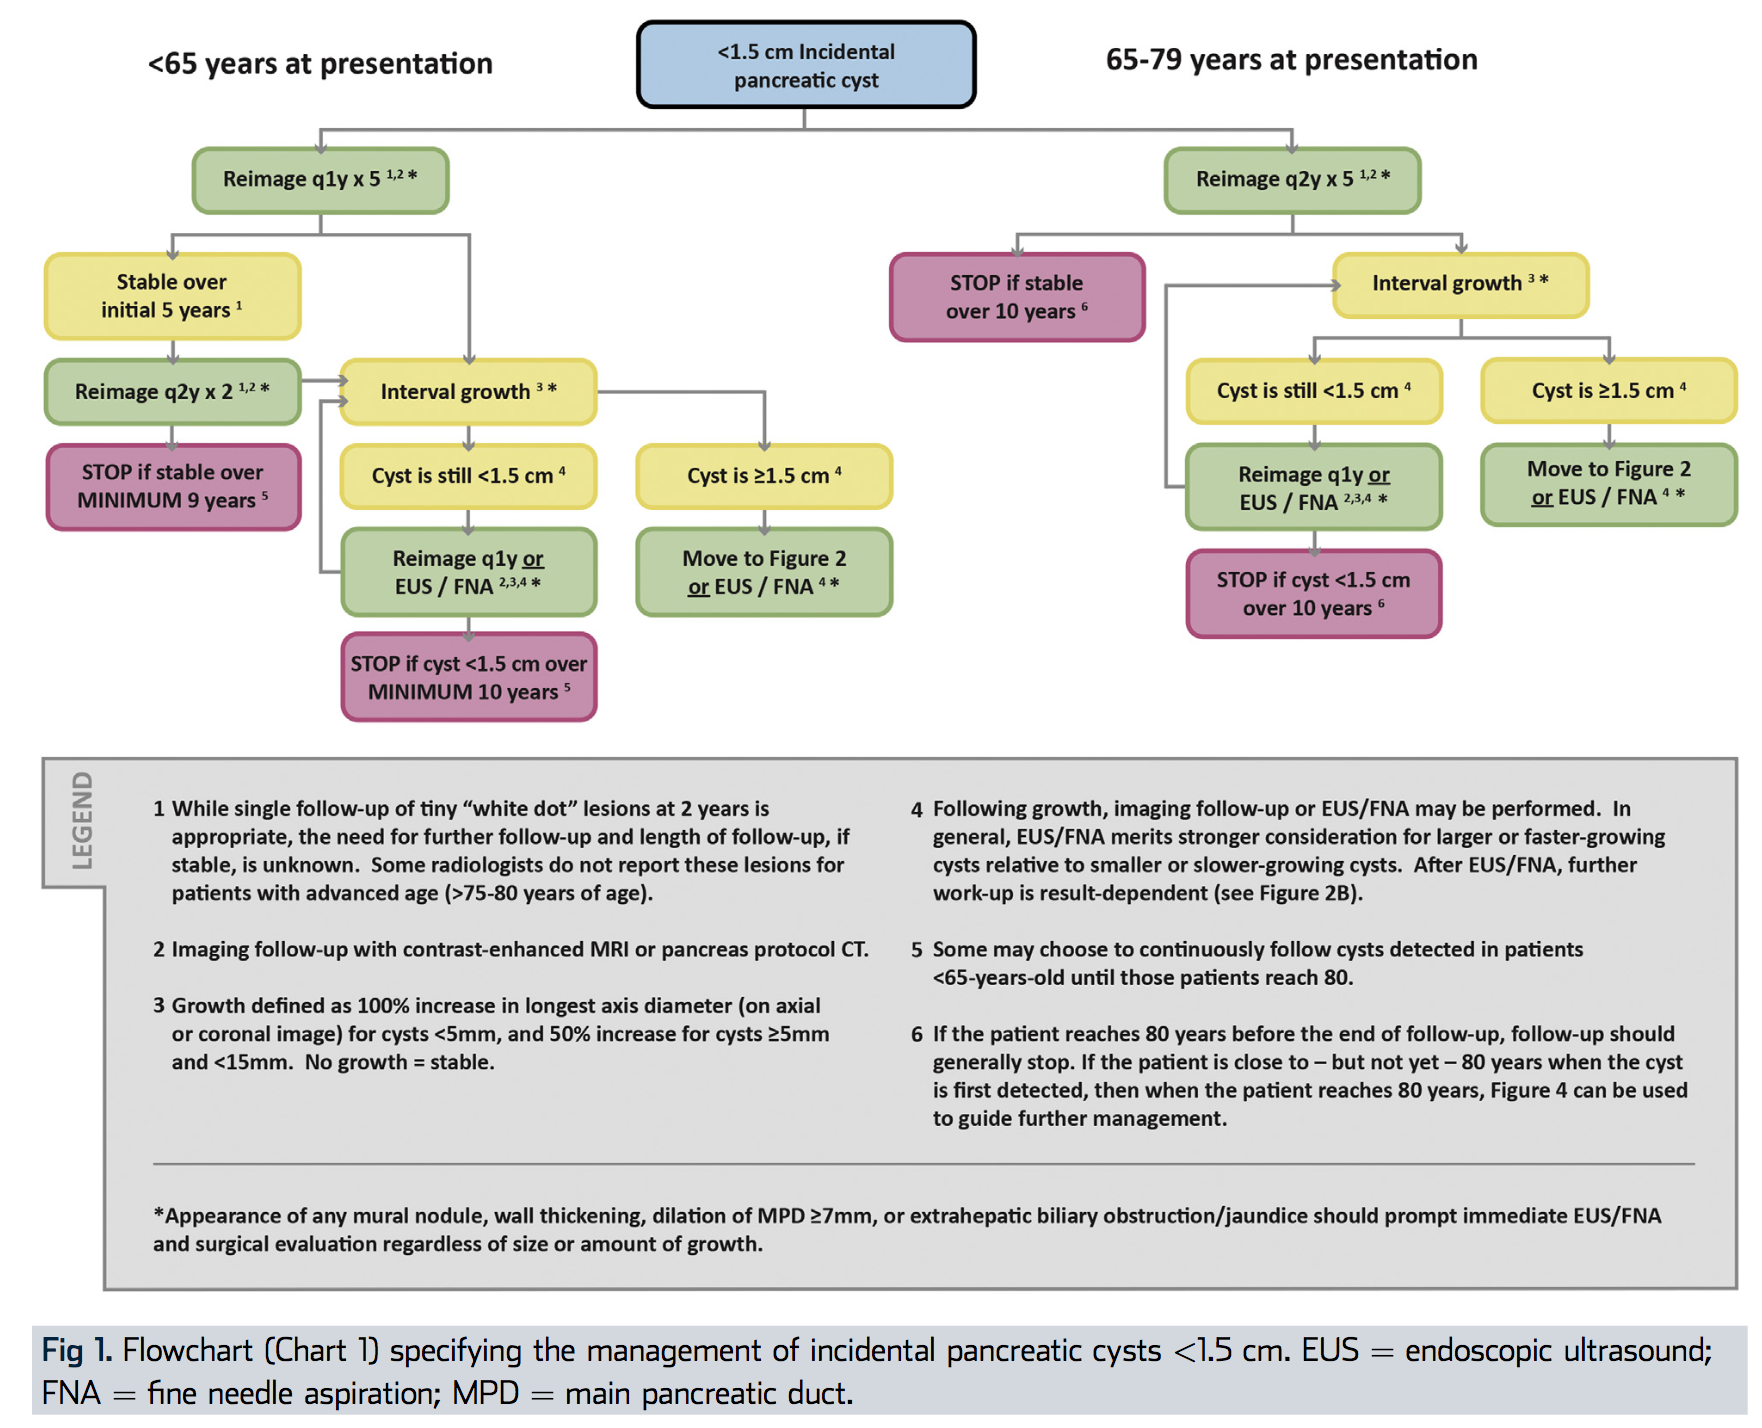 <65 years at presentation
<1.5 cm Incidental
pancreatic cyst
65-79 years at presentation
Reimage q1y x 5 1,2 *
Stable over
initial 5 years 1
Reimage q2y x 2 1,2 *
STOP if stable over
MINIMUM 9 years 5
Interval growth 3 *
Cyst is still <1.5 cm 4
Reimage q1y or
EUS / FNA 2,3,4 *
STOP if cyst <1.5 cm over
MINIMUM 10 years 5
Cyst is ≥1.5 cm 4
Move to Figure 2
or EUS / FNA 4 *
Reimage q2y x 5 1,2 *
STOP if stable
over 10 years 6
Interval growth 3 *
Cyst is still <1.5 cm 4
Reimage q1y or
EUS / FNA 2,3,4 *
STOP if cyst <1.5 cm
over 10 years 6
Cyst is ≥1.5 cm 4
Move to Figure 2
or EUS / FNA 4 *
LEGEND
1 While single follow-up of tiny “white dot” lesions at 2 years is
appropriate, the need for further follow-up and length of follow-up, if
stable, is unknown. Some radiologists do not report these lesions for
patients with advanced age (>75-80 years of age).
2 Imaging follow-up with contrast-enhanced MRI or pancreas protocol CT.
3 Growth defined as 100% increase in longest axis diameter (on axial
or coronal image) for cysts <5mm, and 50% increase for cysts ≥5mm
and <15mm. No growth = stable.
4 Following growth, imaging follow-up or EUS/FNA may be performed. In
general, EUS/FNA merits stronger consideration for larger or faster-growing
cysts relative to smaller or slower-growing cysts. After EUS/FNA, further
work-up is result-dependent (see Figure 2B).
5 Some may choose to continuously follow cysts detected in patients
<65-years-old until those patients reach 80.
6 If the patient reaches 80 years before the end of follow-up, follow-up should
generally stop. If the patient is close to – but not yet – 80 years when the cyst
is first detected, then when the patient reaches 80 years, Figure 4 can be used
to guide further management.
*Appearance of any mural nodule, wall thickening, dilation of MPD ≥7mm, or extrahepatic biliary obstruction/jaundice should prompt immediate EUS/FNA
and surgical evaluation regardless of size or amount of growth.
Fig 1. Flowchart (Chart 1) specifying the management of incidental pancreatic cysts <1.5 cm. EUS = endoscopic ultrasound;
FNA = fine needle aspiration; MPD = main pancreatic duct.